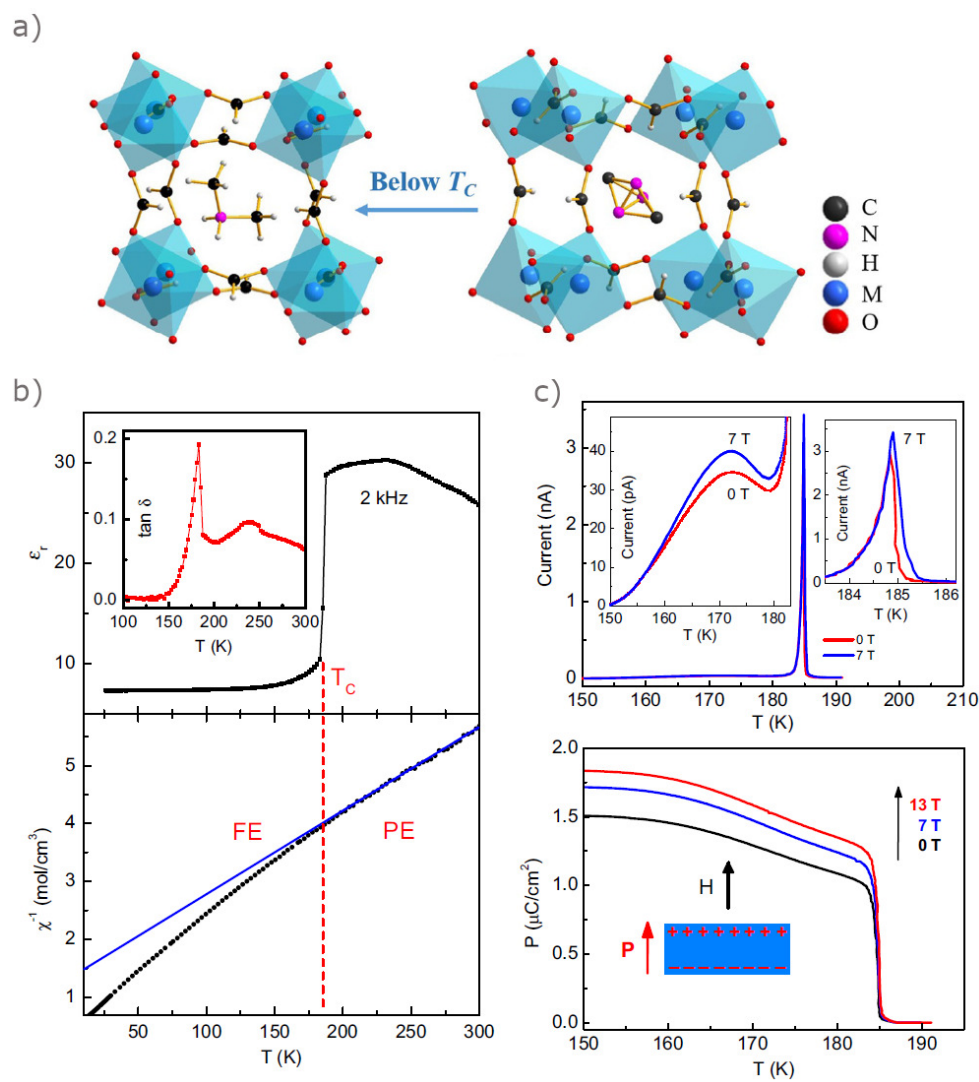 a)
Below T_C
C
N
H
M
O
b)
0.2
0.1
0.0
tan δ
100 150 200 250 300
T (K)
30
20
10
ε_r
2 kHz
T_C
5
4
3
2
1
χ⁻¹ (mol/cm³)
FE
PE
50 100 150 200 250 300
T (K)
c)
3
2
1
0
Current (nA)
50
40
30
20
10
0
Current (pA)
7 T
0 T
150 160 170 180
T (K)
4
3
2
1
0
Current (nA)
7 T
0 T
184 185 186
T (K)
0 T
7 T
150 160 170 180 190 200 210
T (K)
2.0
1.5
1.0
0.5
0.0
P (μC/cm²)
13 T
7 T
0 T
H
P
+ + + + + + + +
− − − − − − − −
150 160 170 180 190
T (K)